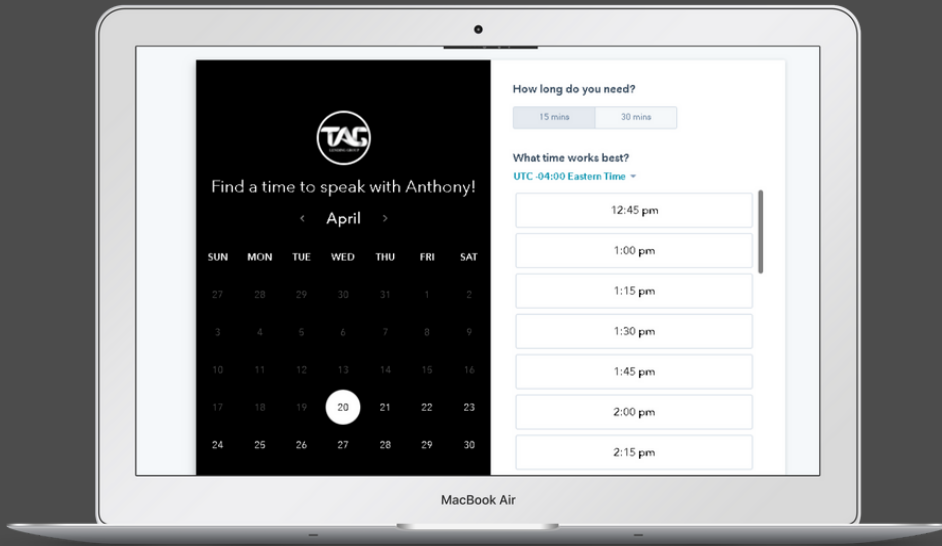 TAG
Find a time to speak with Anthony!
< April >
SUN MON TUE WED THU FRI SAT
27 28 29 30 31 1 2
3 4 5 6 7 8 9
10 11 12 13 14 15 16
17 18 19 20 21 22 23
24 25 26 27 28 29 30
How long do you need?
15 mins 30 mins
What time works best?
UTC -04:00 Eastern Time
12:45 pm
1:00 pm
1:15 pm
1:30 pm
1:45 pm
2:00 pm
2:15 pm
MacBook Air